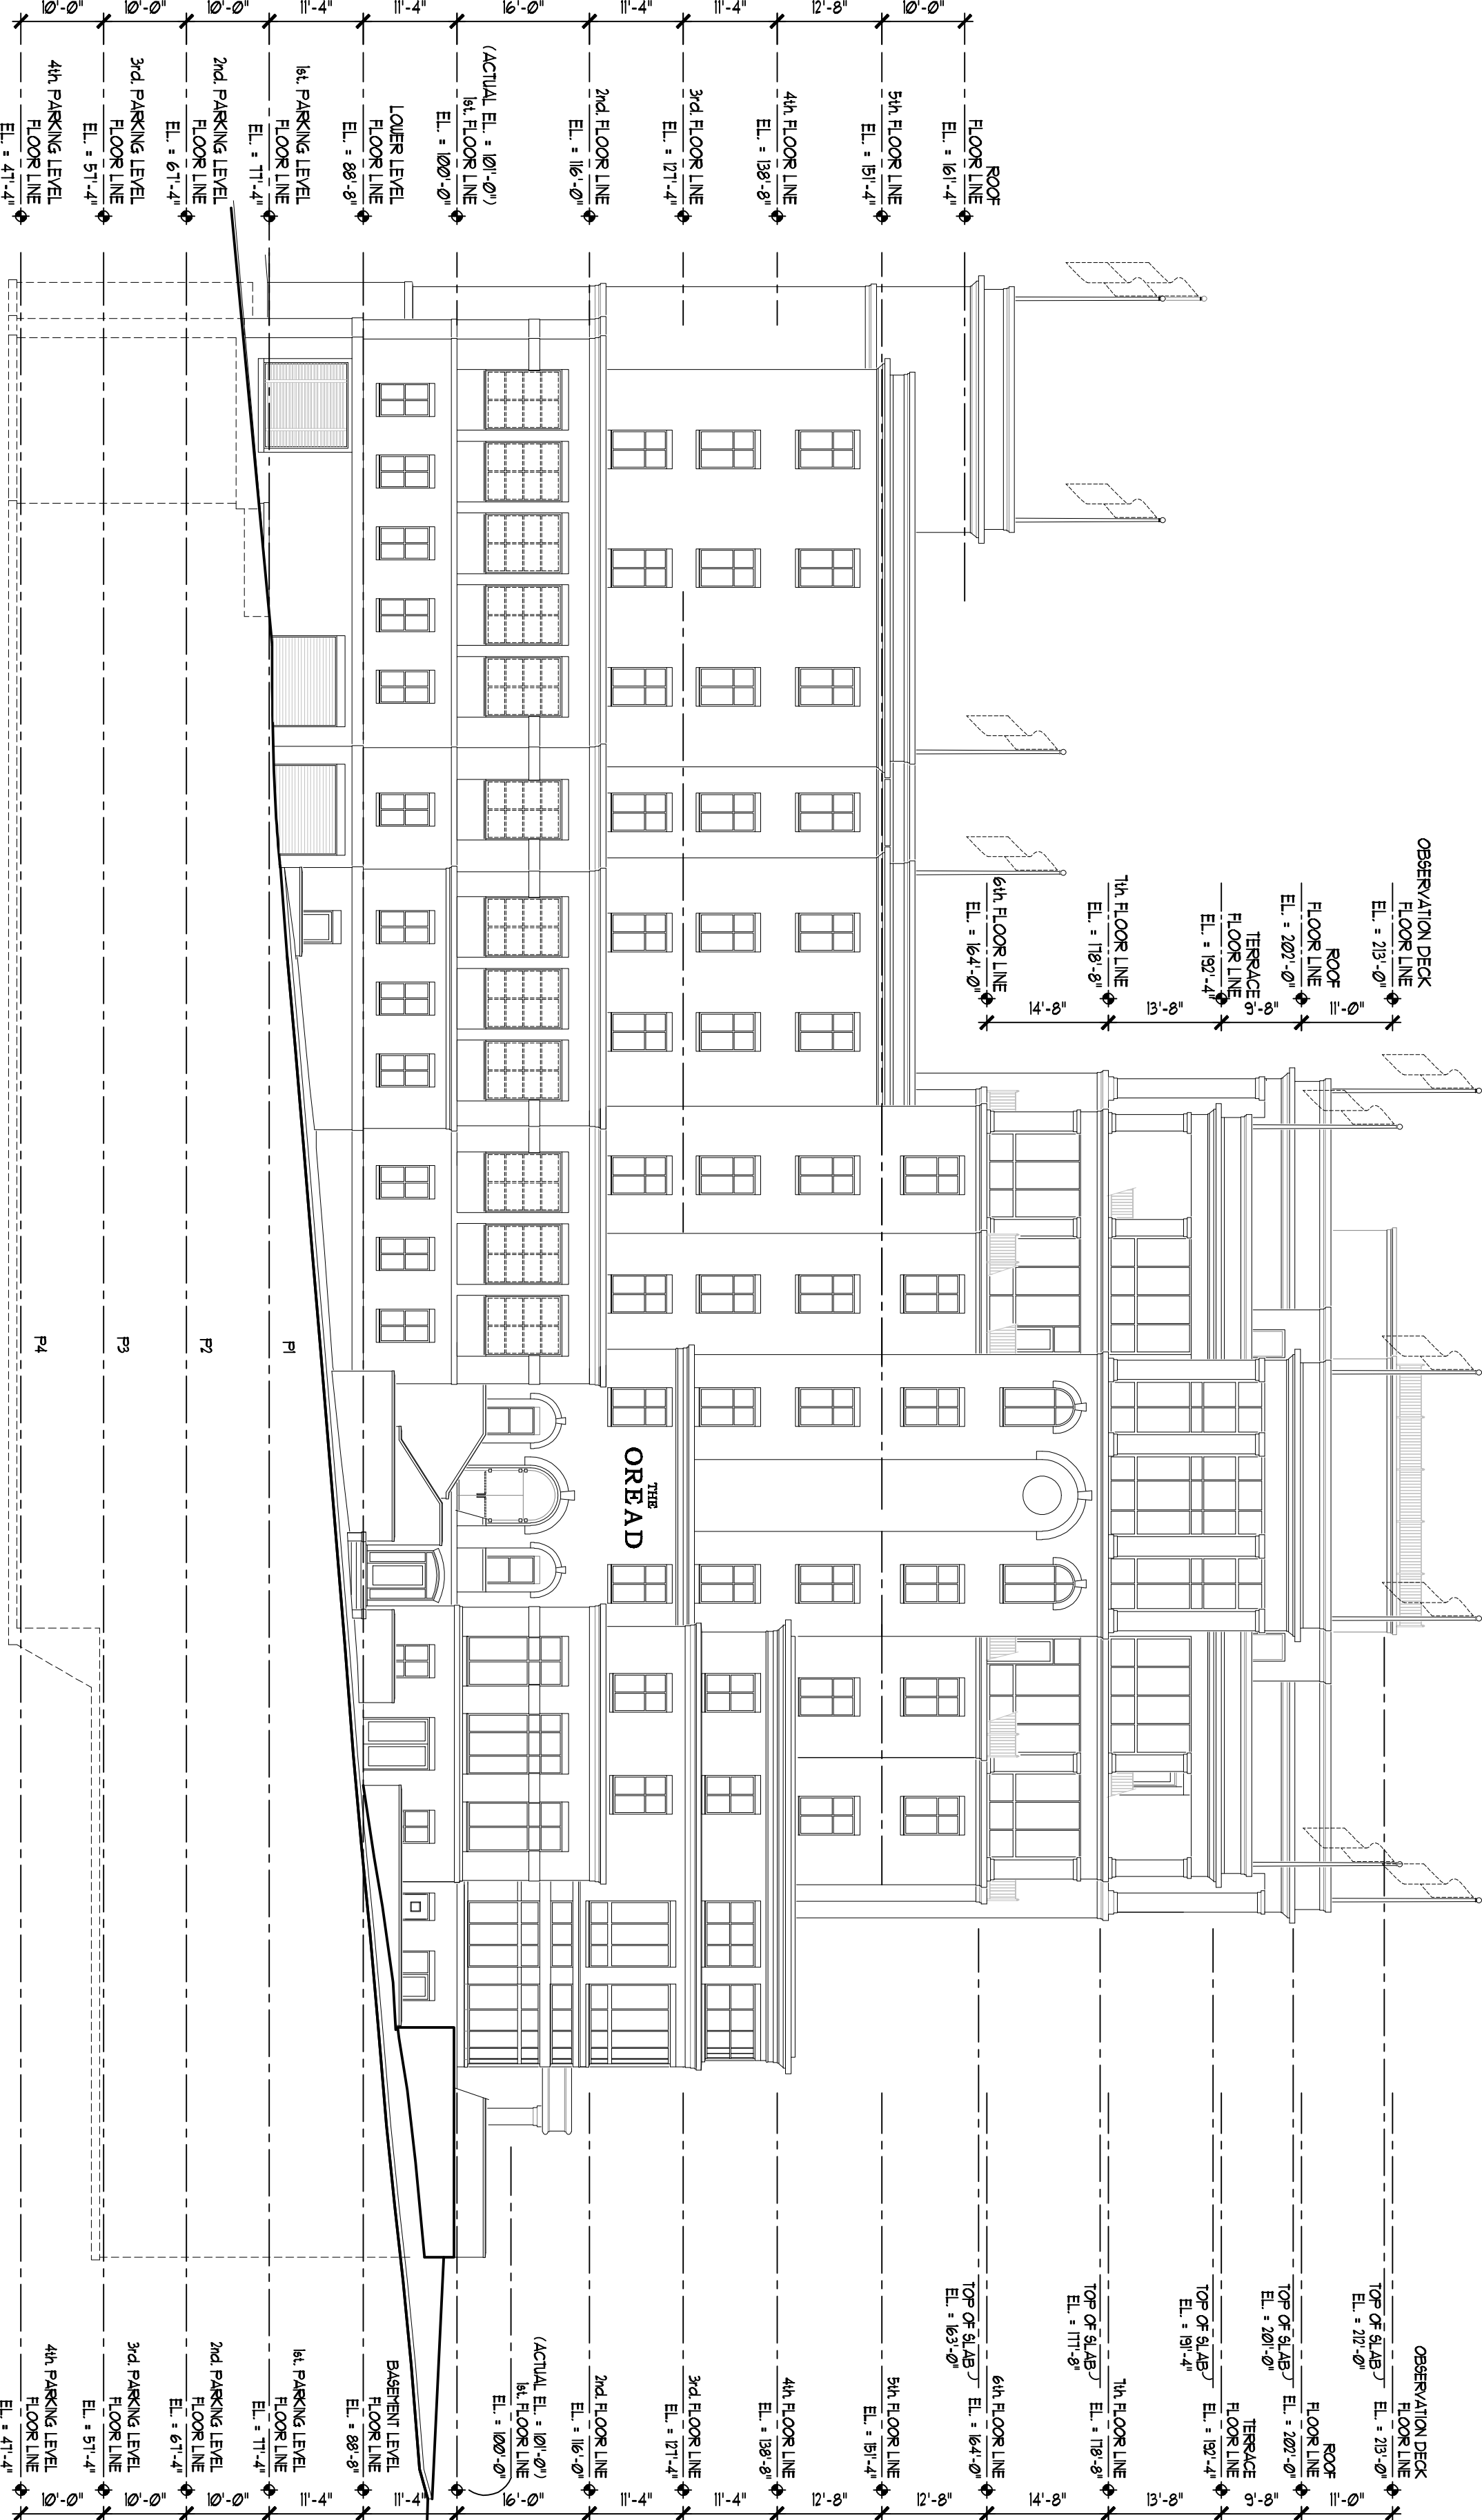 OBSERVATION DECK
FLOOR LINE
EL. = 213'-0"
ROOF
FLOOR LINE
EL. = 202'-0"
TERRACE
FLOOR LINE
EL. = 192'-4"
7th FLOOR LINE
EL. = 178'-8"
6th FLOOR LINE
EL. = 164'-0"
11'-0"
9'-8"
13'-8"
14'-8"
ROOF
FLOOR LINE
EL. = 161'-4"
5th FLOOR LINE
EL. = 151'-4"
4th FLOOR LINE
EL. = 138'-8"
3rd. FLOOR LINE
EL. = 127'-4"
2nd. FLOOR LINE
EL. = 116'-0"
(ACTUAL EL. = 101'-0")
1st. FLOOR LINE
EL. = 100'-0"
LOWER LEVEL
FLOOR LINE
EL. = 88'-8"
1st. PARKING LEVEL
FLOOR LINE
EL. = 77'-4"
2nd. PARKING LEVEL
FLOOR LINE
EL. = 67'-4"
3rd. PARKING LEVEL
FLOOR LINE
EL. = 57'-4"
4th PARKING LEVEL
FLOOR LINE
EL. = 47'-4"
10'-0"
12'-8"
11'-4"
11'-4"
16'-0"
11'-4"
11'-4"
10'-0"
10'-0"
10'-0"
THE
OREAD
P1
P2
P3
P4
OBSERVATION DECK
FLOOR LINE
EL. = 213'-0"
TOP OF SLAB
EL. = 212'-0"
ROOF
FLOOR LINE
EL. = 202'-0"
TOP OF SLAB
EL. = 201'-0"
TERRACE
FLOOR LINE
EL. = 192'-4"
TOP OF SLAB
EL. = 191'-4"
7th FLOOR LINE
EL. = 178'-8"
TOP OF SLAB
EL. = 177'-8"
6th FLOOR LINE
EL. = 164'-0"
TOP OF SLAB
EL. = 163'-0"
5th FLOOR LINE
EL. = 151'-4"
4th FLOOR LINE
EL. = 138'-8"
3rd. FLOOR LINE
EL. = 127'-4"
2nd. FLOOR LINE
EL. = 116'-0"
(ACTUAL EL. = 101'-0")
1st. FLOOR LINE
EL. = 100'-0"
BASEMENT LEVEL
FLOOR LINE
EL. = 88'-8"
1st. PARKING LEVEL
FLOOR LINE
EL. = 77'-4"
2nd. PARKING LEVEL
FLOOR LINE
EL. = 67'-4"
3rd. PARKING LEVEL
FLOOR LINE
EL. = 57'-4"
4th PARKING LEVEL
FLOOR LINE
EL. = 47'-4"
11'-0"
9'-8"
13'-8"
14'-8"
12'-8"
12'-8"
11'-4"
11'-4"
16'-0"
11'-4"
11'-4"
10'-0"
10'-0"
10'-0"